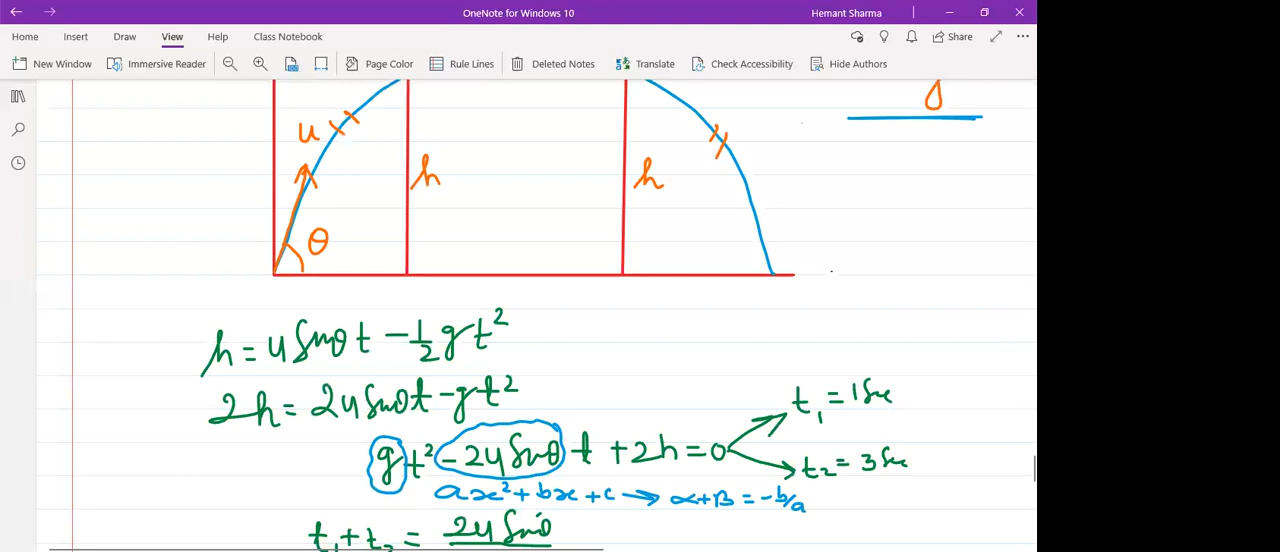 OneNote for Windows 10
Hemant Sharma
Home Insert Draw View Help Class Notebook
Share
New Window Immersive Reader Page Color Rule Lines Deleted Notes Translate Check Accessibility Hide Authors
g
u
h
h
θ
h = u Sinθ t - 1/2 g t²
2h = 2u Sinθ t - g t²
g t² - 2u Sinθ t + 2h = 0
t₁ = 1 Sec
t₂ = 3 Sec
ax² + bx + c → α + β = -b/a
t₁ + t₂ = 2u Sinθ